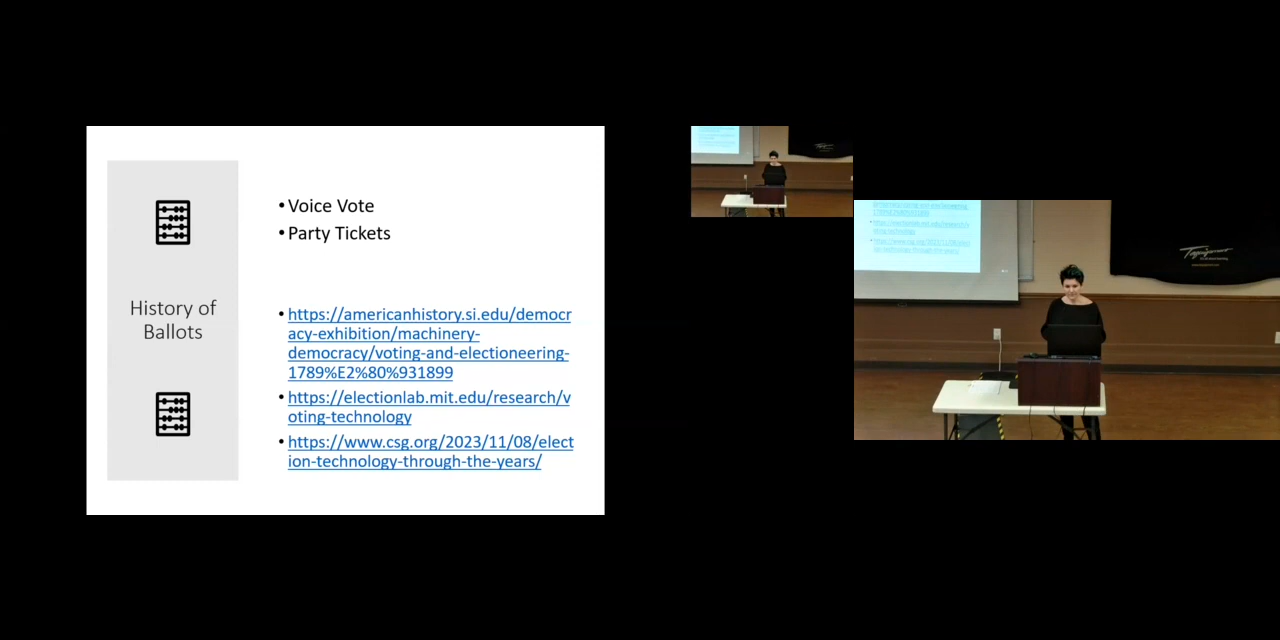 History of
Ballots
•Voice Vote
•Party Tickets
•https://americanhistory.si.edu/democr
acy-exhibition/machinery-
democracy/voting-and-electioneering-
1789%E2%80%931899
•https://electionlab.mit.edu/research/v
oting-technology
•https://www.csg.org/2023/11/08/elect
ion-technology-through-the-years/